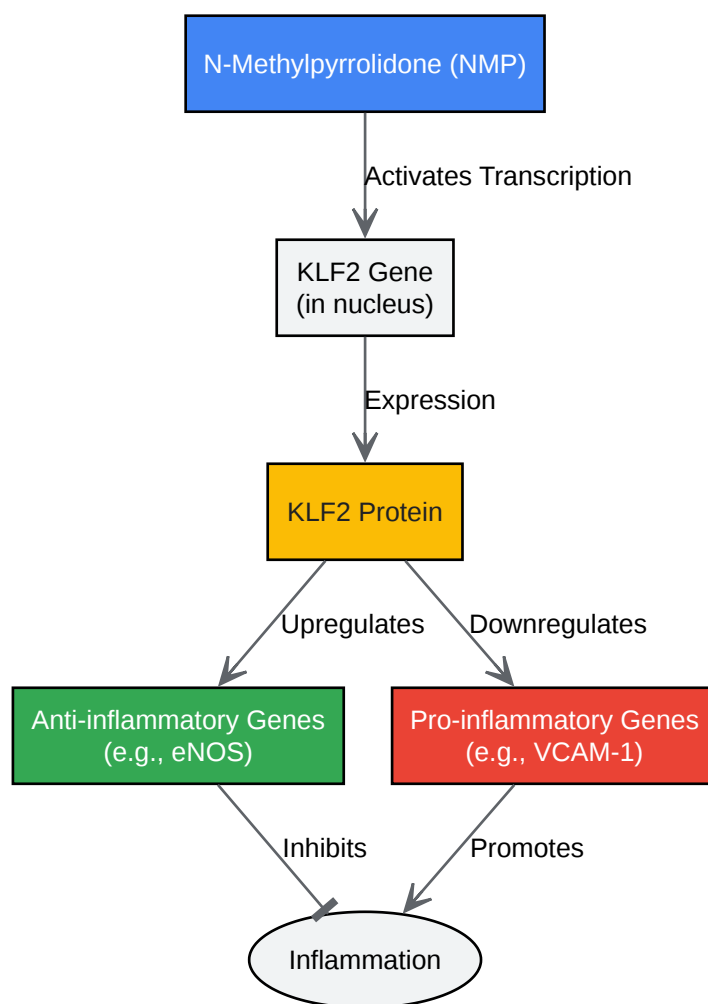 N-Methylpyrrolidone (NMP)
Activates Transcription
KLF2 Gene
(in nucleus)
Expression
KLF2 Protein
Upregulates
Downregulates
Anti-inflammatory Genes
(e.g., eNOS)
Pro-inflammatory Genes
(e.g., VCAM-1)
Inhibits
Promotes
Inflammation